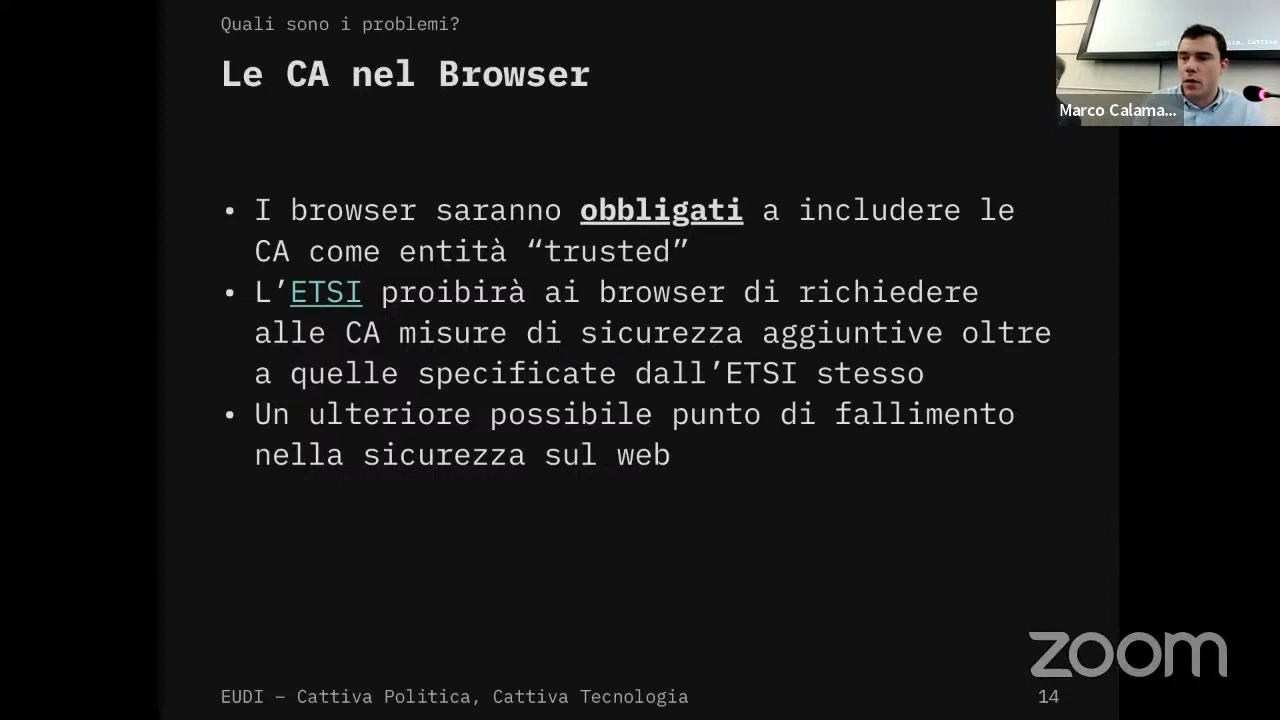 Quali sono i problemi?
Le CA nel Browser
Marco Calama...
• I browser saranno obbligati a includere le
CA come entità “trusted”
• L’ETSI proibirà ai browser di richiedere
alle CA misure di sicurezza aggiuntive oltre
a quelle specificate dall’ETSI stesso
• Un ulteriore possibile punto di fallimento
nella sicurezza sul web
zoom
EUDI – Cattiva Politica, Cattiva Tecnologia
14